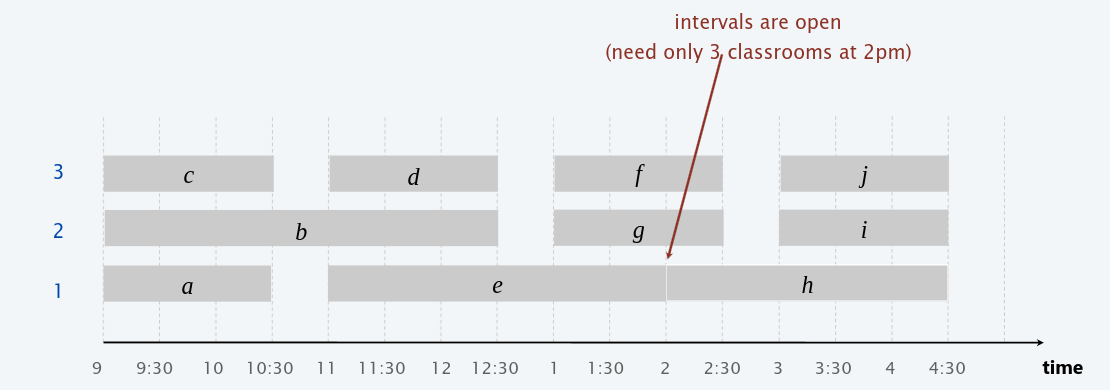 intervals are open
(need only 3 classrooms at 2pm)
3 c d f j
2 b g i
1 a e h
9 9:30 10 10:30 11 11:30 12 12:30 1 1:30 2 2:30 3 3:30 4 4:30 time